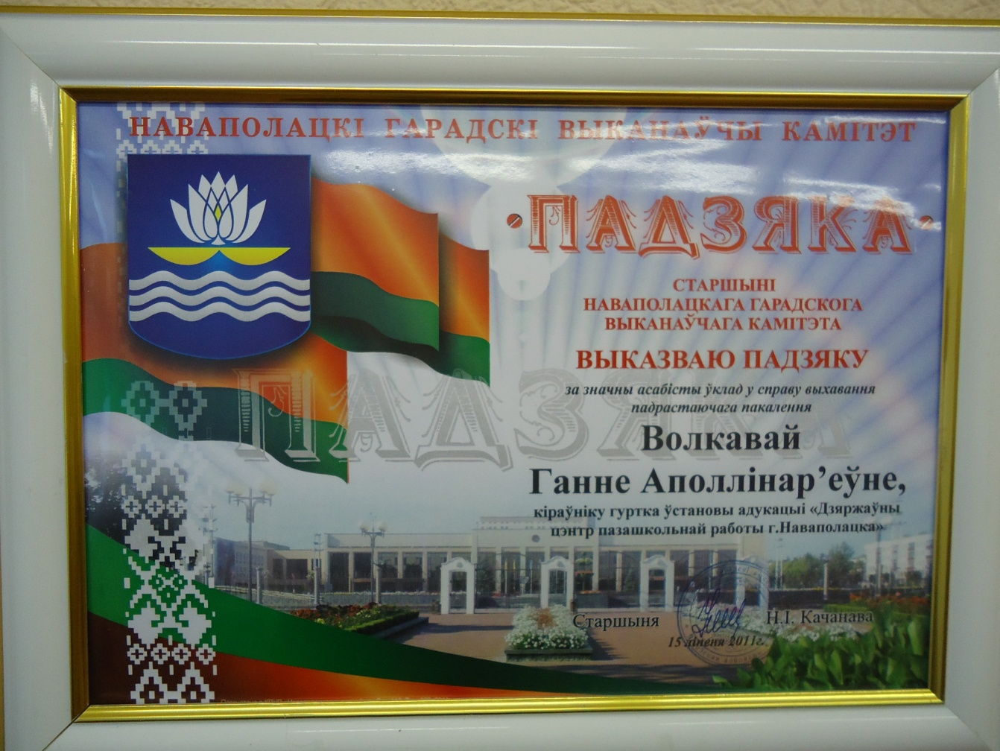 НАВАПОЛАЦКІ ГАРАДСКІ ВЫКАНАЎЧЫ КАМІТЭТ
·ПАДЗЯКА·
СТАРШЫНІ
НАВАПОЛАЦКАГА ГАРАДСКОГА
ВЫКАНАЎЧАГА КАМІТЭТА
ВЫКАЗВАЮ ПАДЗЯКУ
за значны асабісты ўклад у справу выхавання
падрастаючага пакалення
ПАДЗЯКА
Волкавай
Ганне Аполлінар’еўне,
кіраўніку гуртка ўстановы адукацыі «Дзяржаўны
цэнтр пазашкольнай работы г.Наваполацка»
Старшыня Н.І. Качанава
15 ліпеня 2011г.